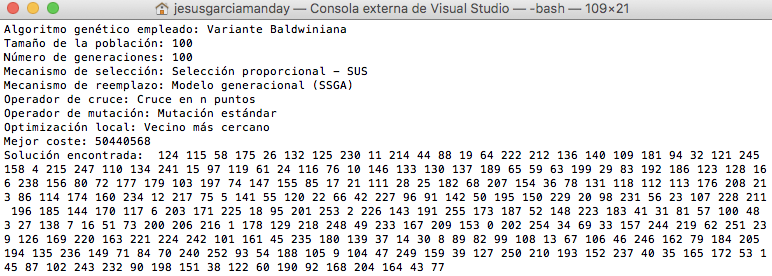 jesusgarciamanday — Consola externa de Visual Studio — -bash — 109×21
Algoritmo genético empleado: Variante Baldwiniana
Tamaño de la población: 100
Número de generaciones: 100
Mecanismo de selección: Selección proporcional - SUS
Mecanismo de reemplazo: Modelo generacional (SSGA)
Operador de cruce: Cruce en n puntos
Operador de mutación: Mutación estándar
Optimización local: Vecino más cercano
Mejor coste: 50440568
Solución encontrada:  124 115 58 175 26 132 125 230 11 214 44 88 19 64 222 212 136 140 109 181 94 32 121 245
158 4 215 247 110 134 241 15 97 119 61 24 116 76 10 146 133 130 137 189 65 59 63 199 29 83 192 186 123 128 16
6 238 156 80 72 177 179 103 197 74 147 155 85 17 21 111 28 25 182 68 207 154 36 78 131 118 112 113 176 208 21
3 86 114 174 160 234 12 217 75 5 141 55 120 22 66 42 227 96 91 142 50 195 150 229 20 98 231 56 23 107 228 211
196 185 144 170 117 6 203 171 225 18 95 201 253 2 226 143 191 255 173 187 52 148 223 183 41 31 81 57 100 48
3 27 138 7 16 51 73 200 206 216 1 178 129 218 248 49 233 167 209 153 0 202 254 34 69 33 157 244 219 62 251 23
9 126 169 220 163 221 224 242 101 161 45 235 180 139 37 14 30 8 89 82 99 108 13 67 106 46 246 162 79 184 205
194 135 236 149 71 84 70 240 252 93 54 188 105 9 104 47 249 159 39 127 250 210 193 152 237 40 35 165 172 53 1
45 87 102 243 232 90 198 151 38 122 60 190 92 168 204 164 43 77